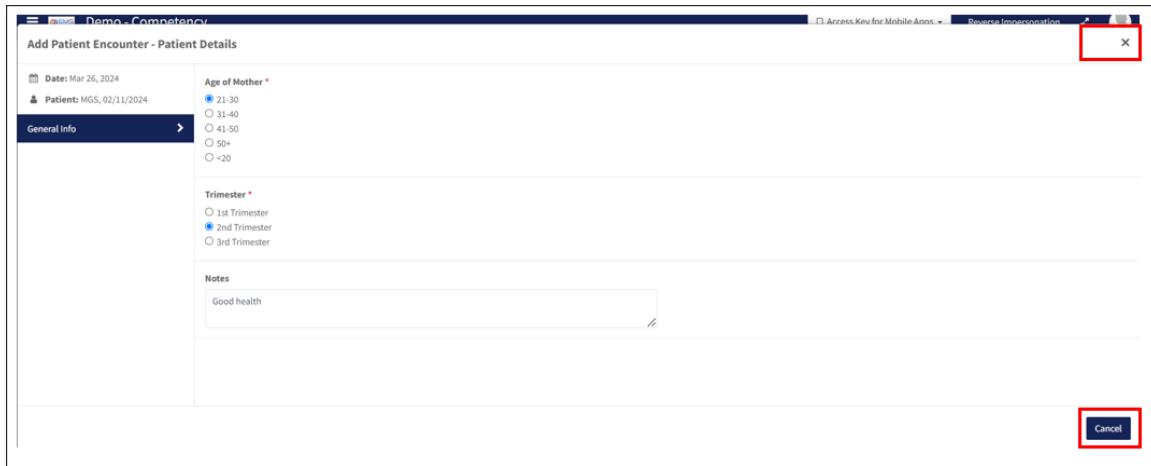 Demo - Competency
Access Key for Mobile Apps
Reverse Impersonation
Add Patient Encounter - Patient Details
×
Date: Mar 26, 2024
Patient: MGS, 02/11/2024
General Info
Age of Mother *
21-30
31-40
41-50
50+
<20
Trimester *
1st Trimester
2nd Trimester
3rd Trimester
Notes
Good health
Cancel